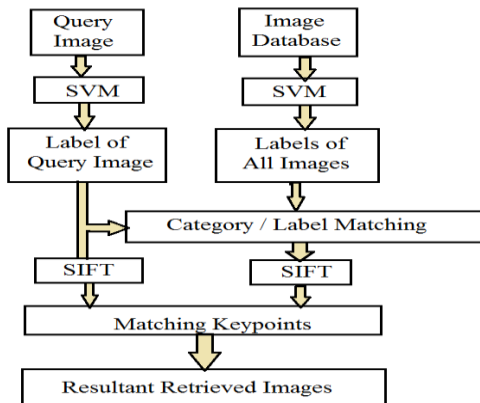 Query
Image
Image
Database
SVM
SVM
Label of
Query Image
Labels of
All Images
Category / Label Matching
SIFT
SIFT
Matching Keypoints
Resultant Retrieved Images